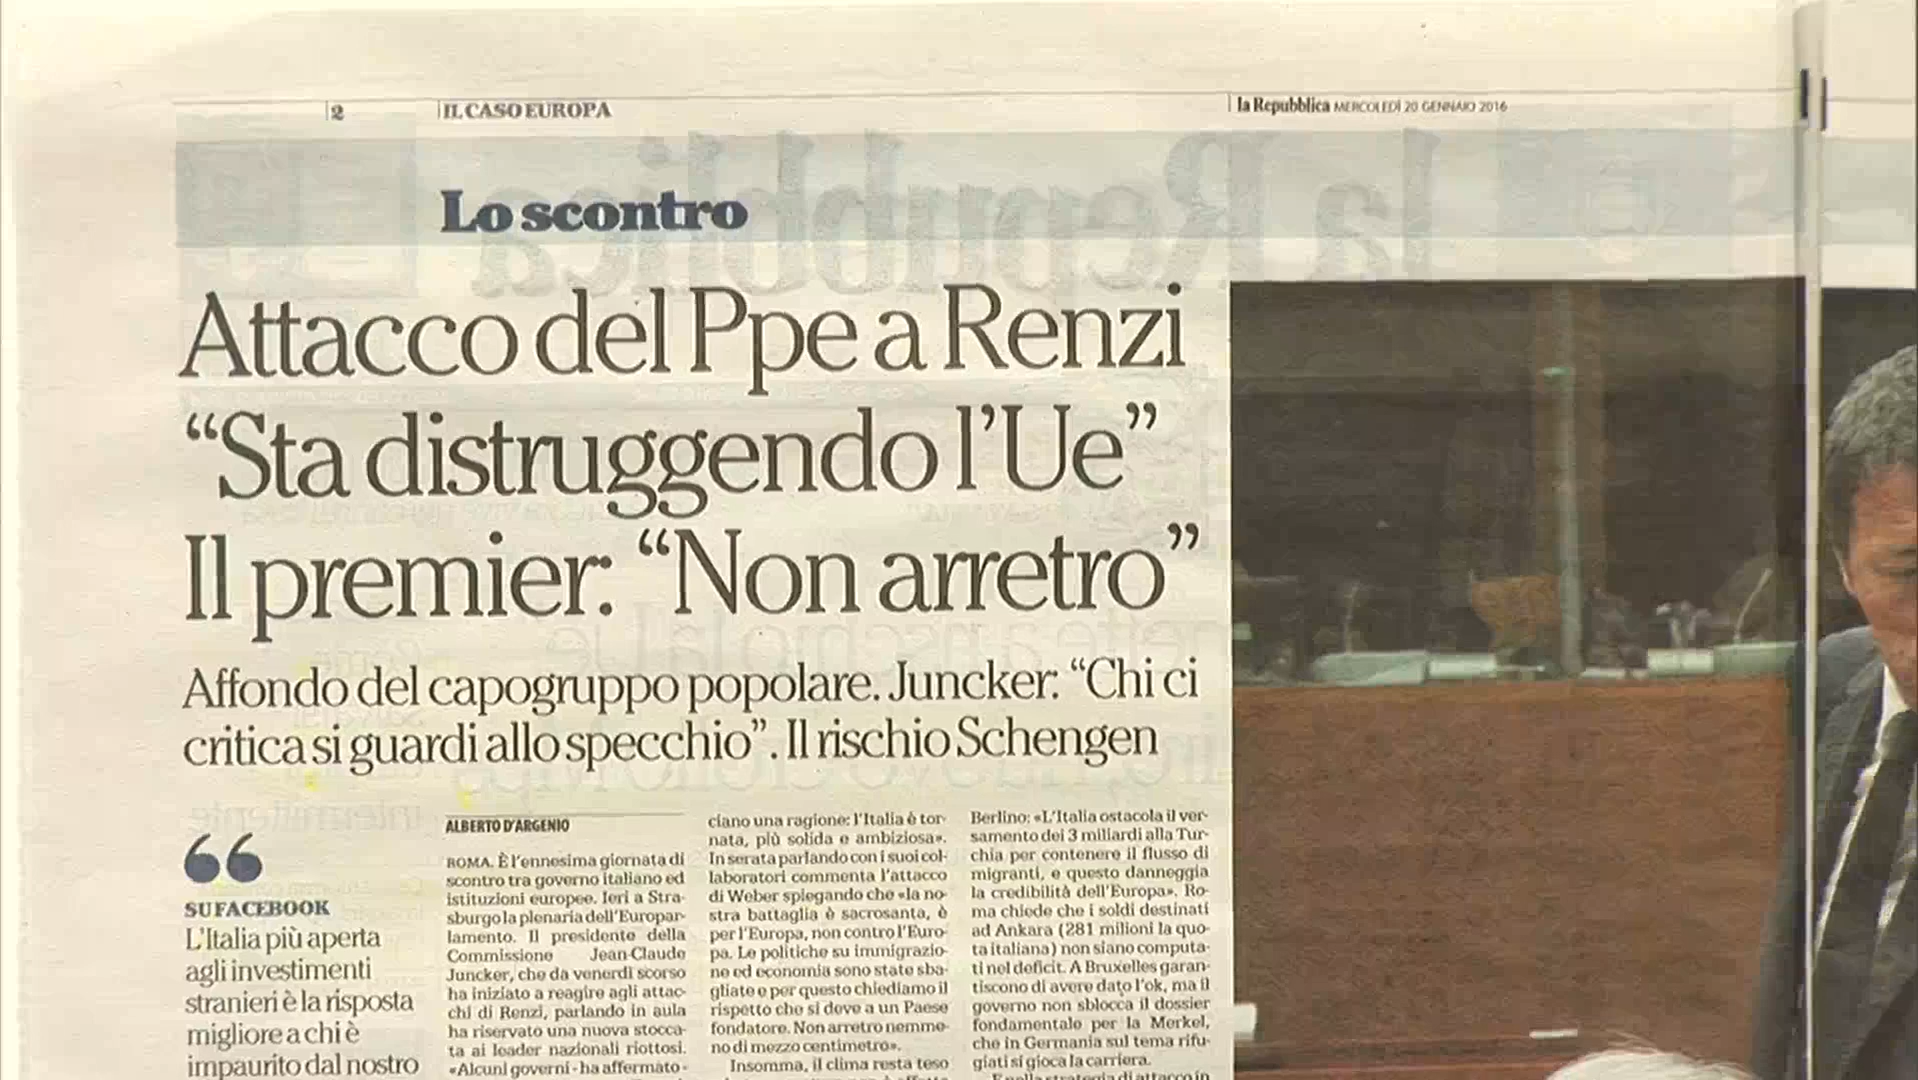 2
IL CASO EUROPA
la Repubblica MERCOLEDÌ 20 GENNAIO 2016
Lo scontro
Attacco del Ppe a Renzi
“Sta distruggendo l’Ue”
Il premier: “Non arretro”
Affondo del capogruppo popolare. Juncker: “Chi ci
critica si guardi allo specchio”. Il rischio Schengen
“
SU FACEBOOK
L’Italia più aperta
agli investimenti
stranieri è la risposta
migliore a chi è
impaurito dal nostro
ALBERTO D’ARGENIO
ROMA. È l’ennesima giornata di
scontro tra governo italiano ed
istituzioni europee. Ieri a Stra-
sburgo la plenaria dell’Europar-
lamento. Il presidente della
Commissione Jean-Claude
Juncker, che da venerdì scorso
ha iniziato a reagire agli attac-
chi di Renzi, parlando in aula
ha riservato una nuova stocca-
ta ai leader nazionali riottosi.
«Alcuni governi - ha affermato -
ciano una ragione: l’Italia è tor-
nata, più solida e ambiziosa».
In serata parlando con i suoi col-
laboratori commenta l’attacco
di Weber spiegando che «la no-
stra battaglia è sacrosanta, è
per l’Europa, non contro l’Euro-
pa. Le politiche su immigrazio-
ne ed economia sono state sba-
gliate e per questo chiediamo il
rispetto che si deve a un Paese
fondatore. Non arretro nemme-
no di mezzo centimetro».
Insomma, il clima resta teso
Berlino: «L’Italia ostacola il ver-
samento dei 3 miliardi alla Tur-
chia per contenere il flusso di
migranti, e questo danneggia
la credibilità dell’Europa». Ro-
ma chiede che i soldi destinati
ad Ankara (281 milioni la quo-
ta italiana) non siano computa-
ti nel deficit. A Bruxelles garan-
tiscono di avere dato l’ok, ma il
governo non sblocca il dossier
fondamentale per la Merkel,
che in Germania sul tema rifu-
giati si gioca la carriera.
E nella strategia di attacco in